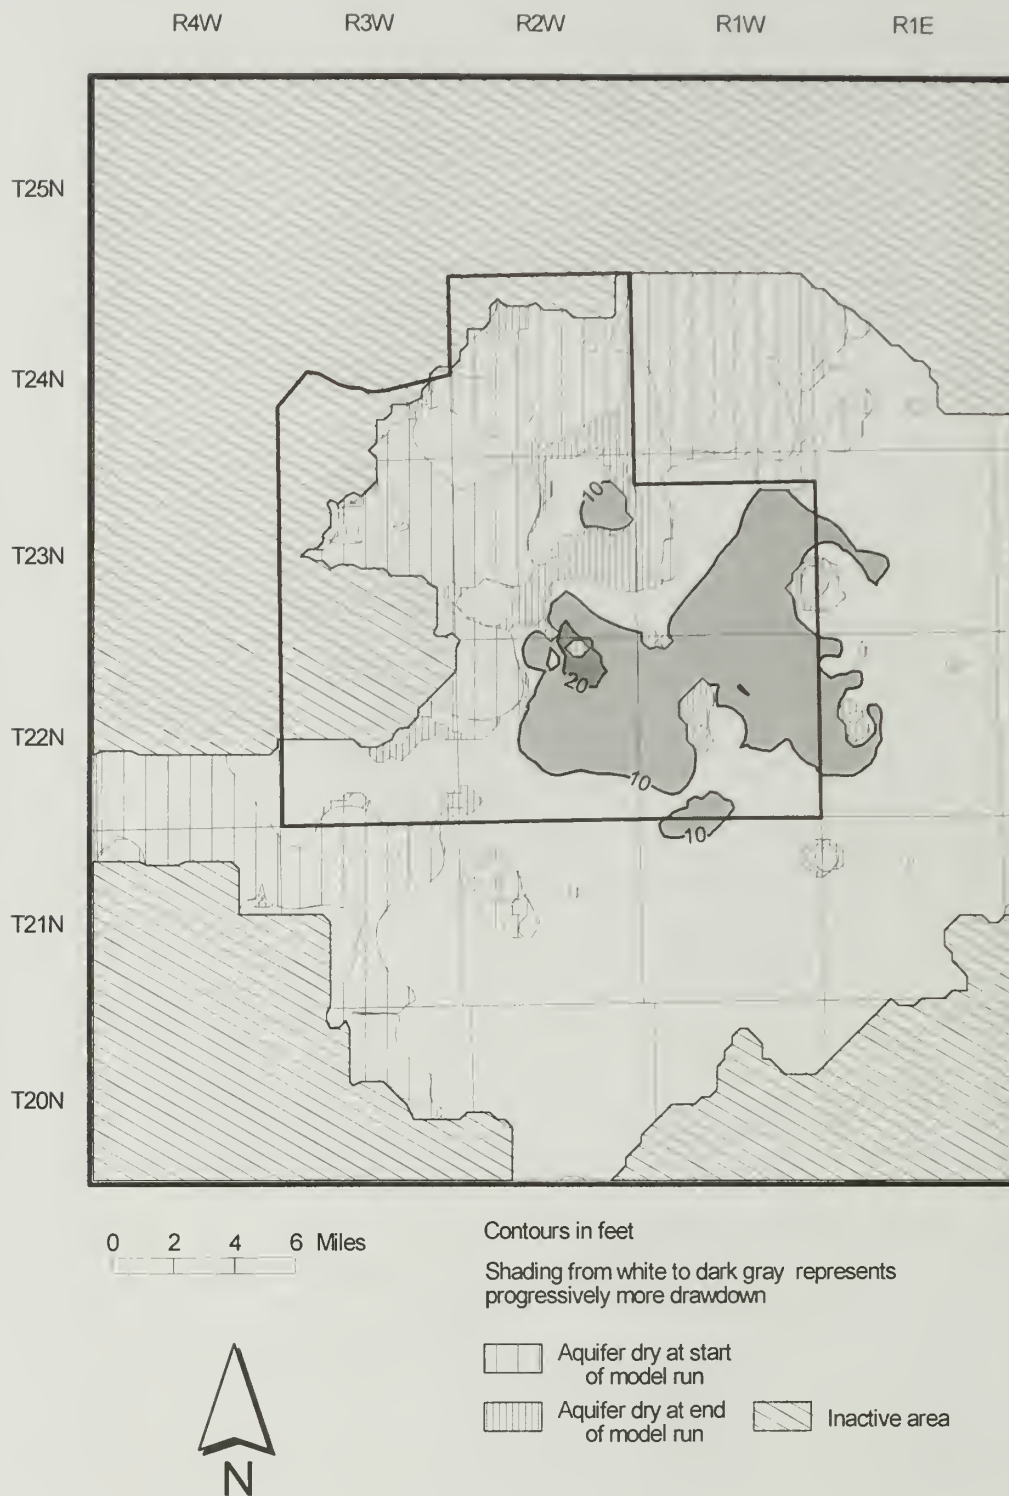 R4W R3W R2W R1W R1E
T25N
T24N
10
T23N
20
T22N
10
10
T21N
T20N
0 2 4 6 Miles
Contours in feet
Shading from white to dark gray represents
progressively more drawdown
Aquifer dry at start
of model run
Aquifer dry at end
of model run
Inactive area
N